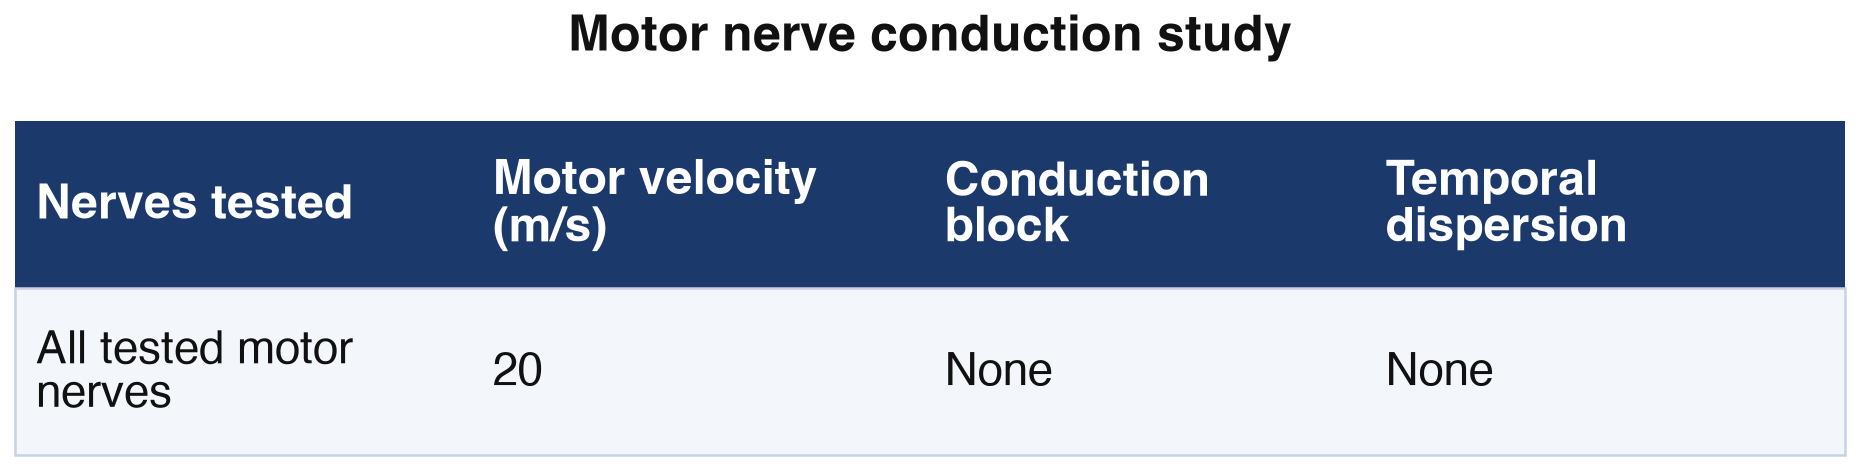 Motor nerve conduction study
Nerves tested
Motor velocity
(m/s)
Conduction
block
Temporal
dispersion
All tested motor
nerves
20
None
None